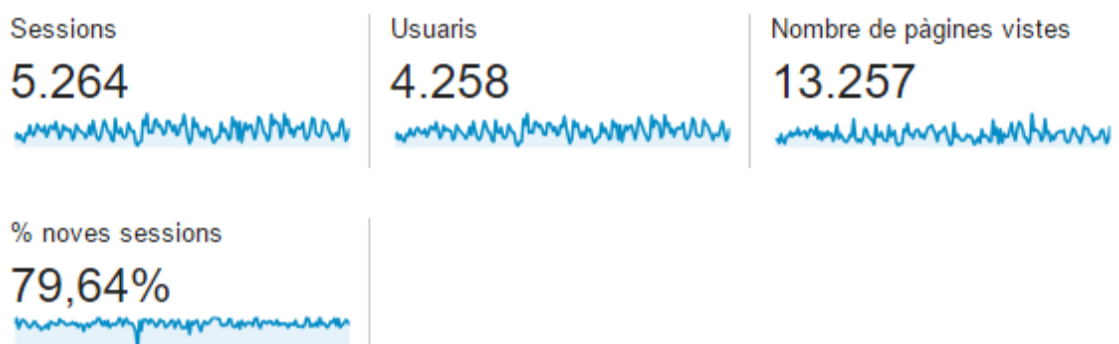 Sessions
5.264
Usuaris
4.258
Nombre de pàgines vistes
13.257
% noves sessions
79,64%